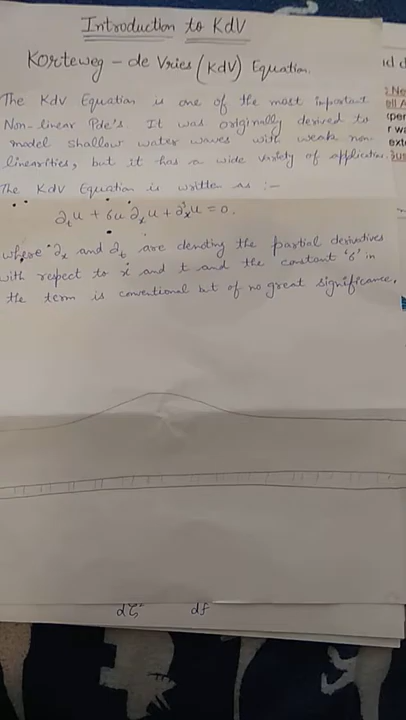 Introduction to KdV
Korteweg - de Vries (KdV) Equation.
The KdV Equation is one of the most important
Non-linear Pde's. It was originally derived to
model shallow water waves with weak non
linearities, but it has a wide variety of application.
The KdV Equation is written as :-
∂ₜu + 6u ∂ₓu + ∂ₓ³u = 0.
where ∂ₓ and ∂ₜ are denoting the partial derivatives
with respect to x and t and the constant '6' in
the term is conventional but of no great significance.
dζ df